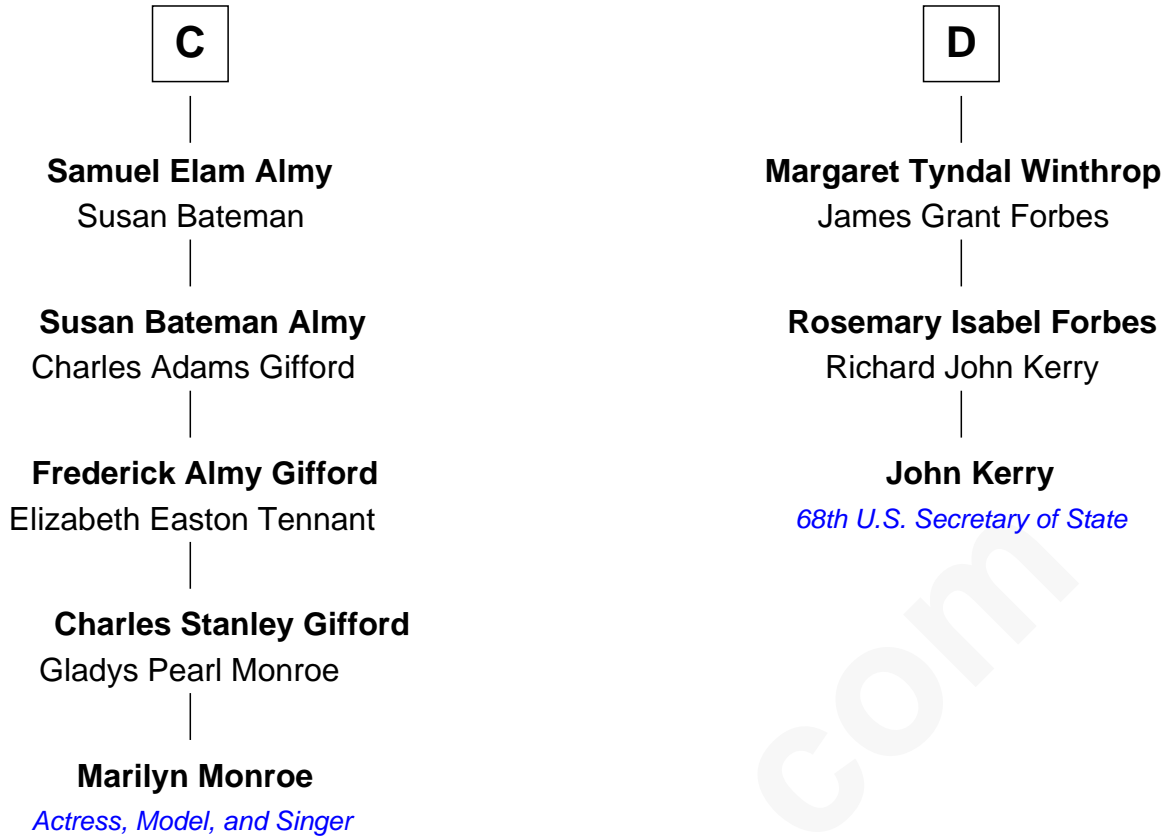 C
Samuel Elam Almy
Susan Bateman
Susan Bateman Almy
Charles Adams Gifford
Frederick Almy Gifford
Elizabeth Easton Tennant
Charles Stanley Gifford
Gladys Pearl Monroe
Marilyn Monroe
Actress, Model, and Singer
D
Margaret Tyndal Winthrop
James Grant Forbes
Rosemary Isabel Forbes
Richard John Kerry
John Kerry
68th U.S. Secretary of State
com